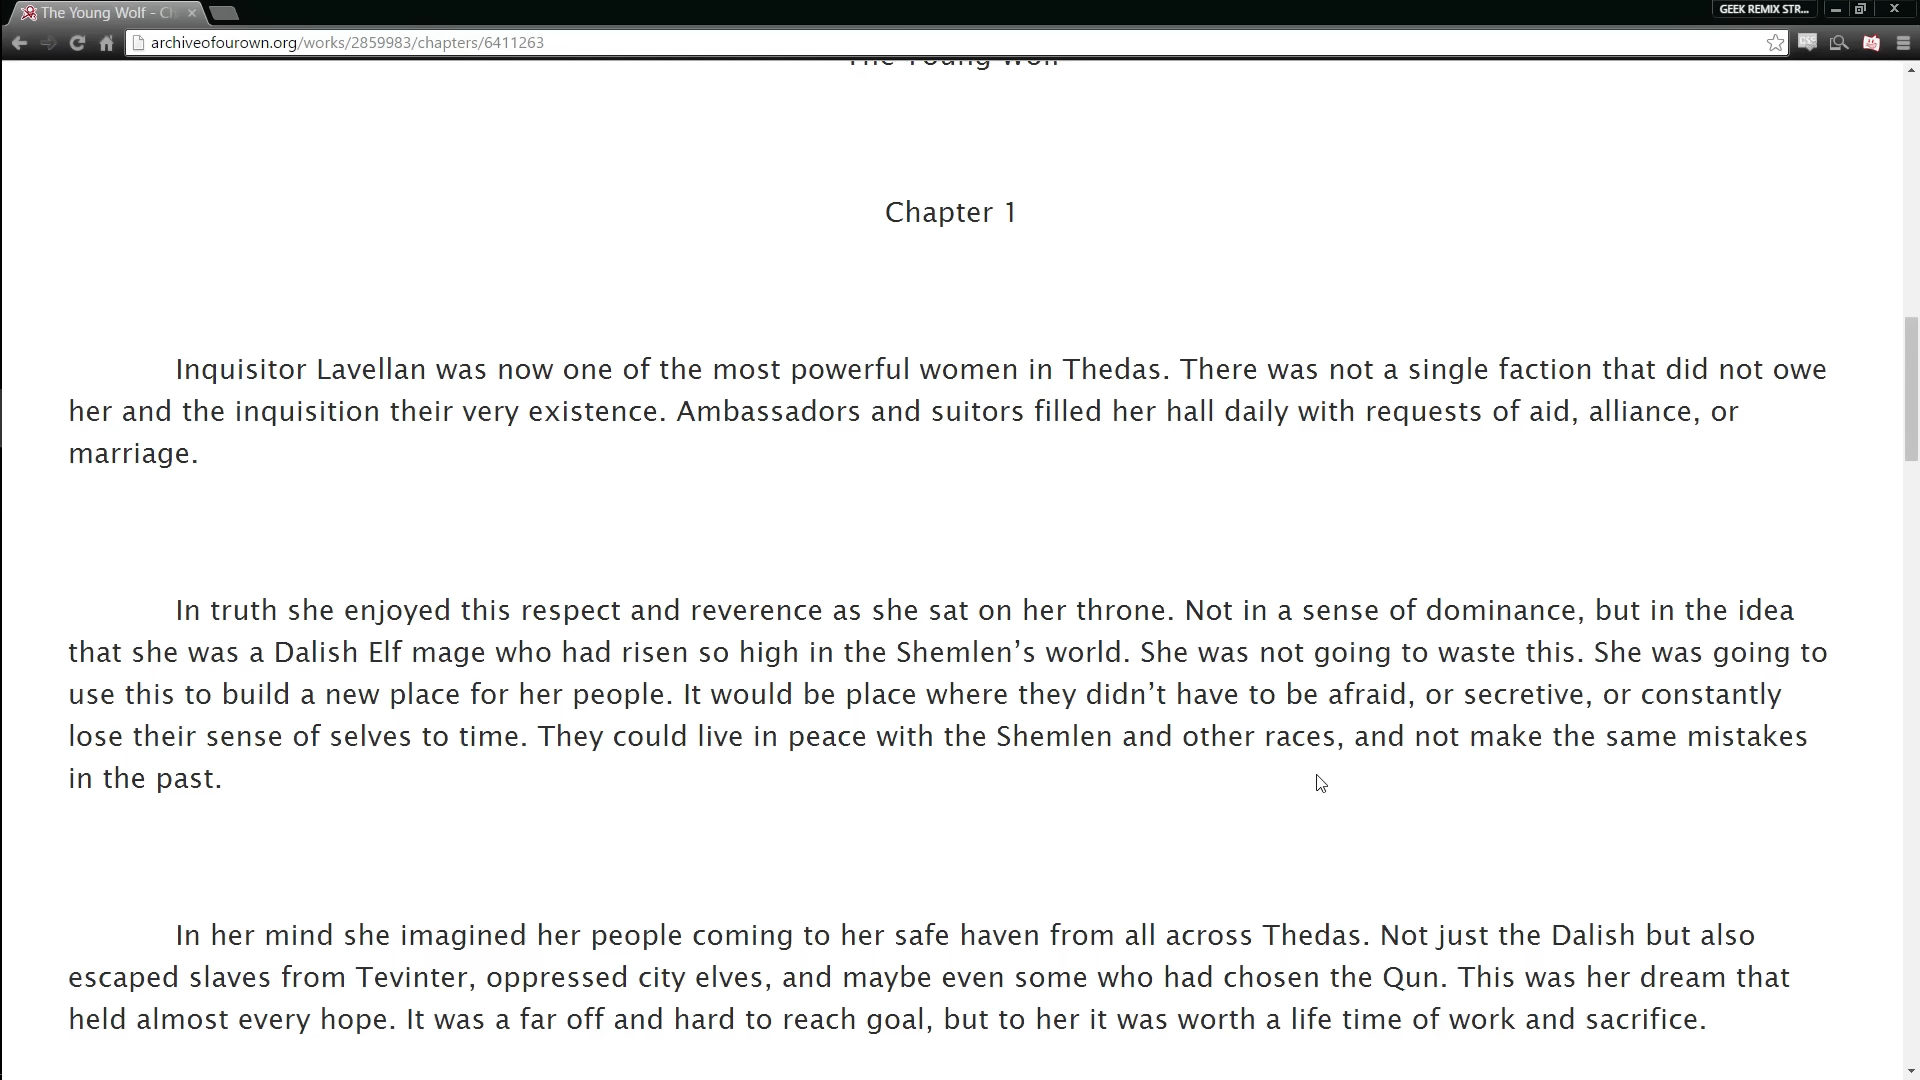 The Young Wolf - Ch
GEEK REMIX STR...
archiveofourown.org/works/2859983/chapters/6411263
The Young Wolf
Chapter 1
Inquisitor Lavellan was now one of the most powerful women in Thedas. There was not a single faction that did not owe
her and the inquisition their very existence. Ambassadors and suitors filled her hall daily with requests of aid, alliance, or
marriage.
In truth she enjoyed this respect and reverence as she sat on her throne. Not in a sense of dominance, but in the idea
that she was a Dalish Elf mage who had risen so high in the Shemlen’s world. She was not going to waste this. She was going to
use this to build a new place for her people. It would be place where they didn’t have to be afraid, or secretive, or constantly
lose their sense of selves to time. They could live in peace with the Shemlen and other races, and not make the same mistakes
in the past.
In her mind she imagined her people coming to her safe haven from all across Thedas. Not just the Dalish but also
escaped slaves from Tevinter, oppressed city elves, and maybe even some who had chosen the Qun. This was her dream that
held almost every hope. It was a far off and hard to reach goal, but to her it was worth a life time of work and sacrifice.